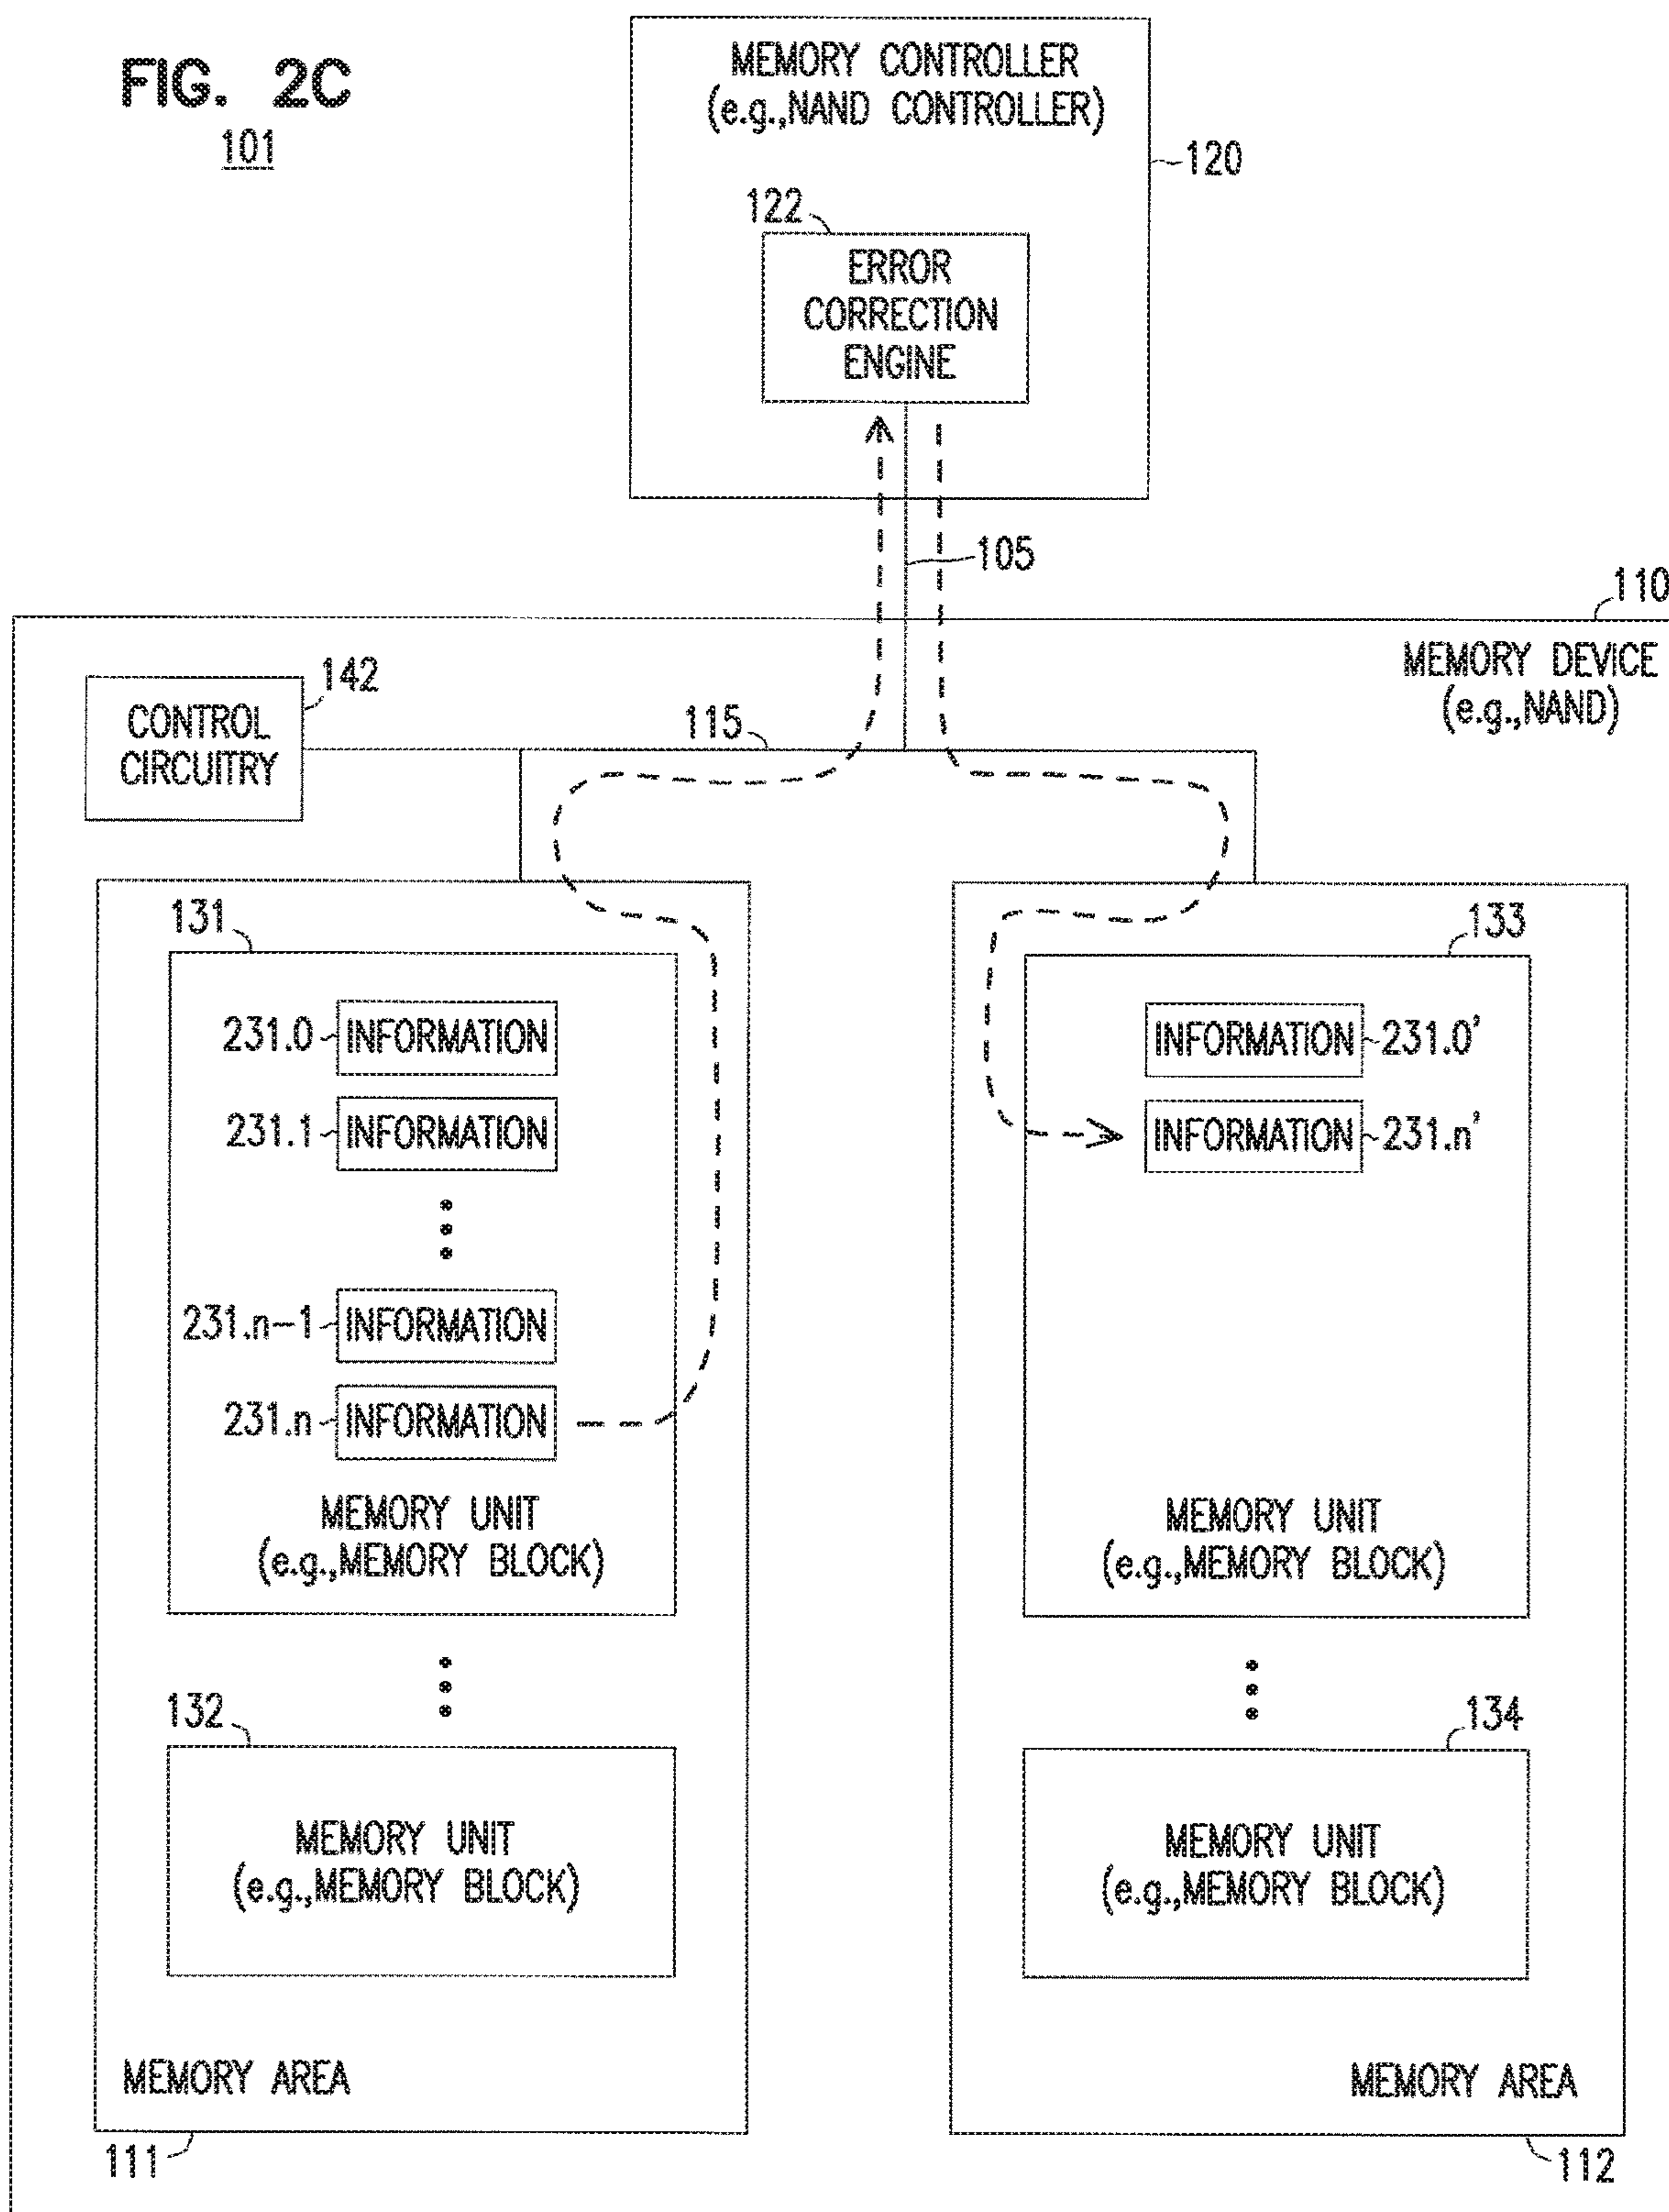 FIG. 2C
101
MEMORY CONTROLLER
(e.g.,NAND CONTROLLER)
120
122
ERROR
CORRECTION
ENGINE
105
110
MEMORY DEVICE
(e.g.,NAND)
142
CONTROL
CIRCUITRY
115
131
231.0 INFORMATION
231.1 INFORMATION
231.n-1 INFORMATION
231.n INFORMATION
MEMORY UNIT
(e.g.,MEMORY BLOCK)
132
MEMORY UNIT
(e.g.,MEMORY BLOCK)
MEMORY AREA
111
133
INFORMATION 231.0'
INFORMATION 231.n'
MEMORY UNIT
(e.g.,MEMORY BLOCK)
134
MEMORY UNIT
(e.g.,MEMORY BLOCK)
MEMORY AREA
112